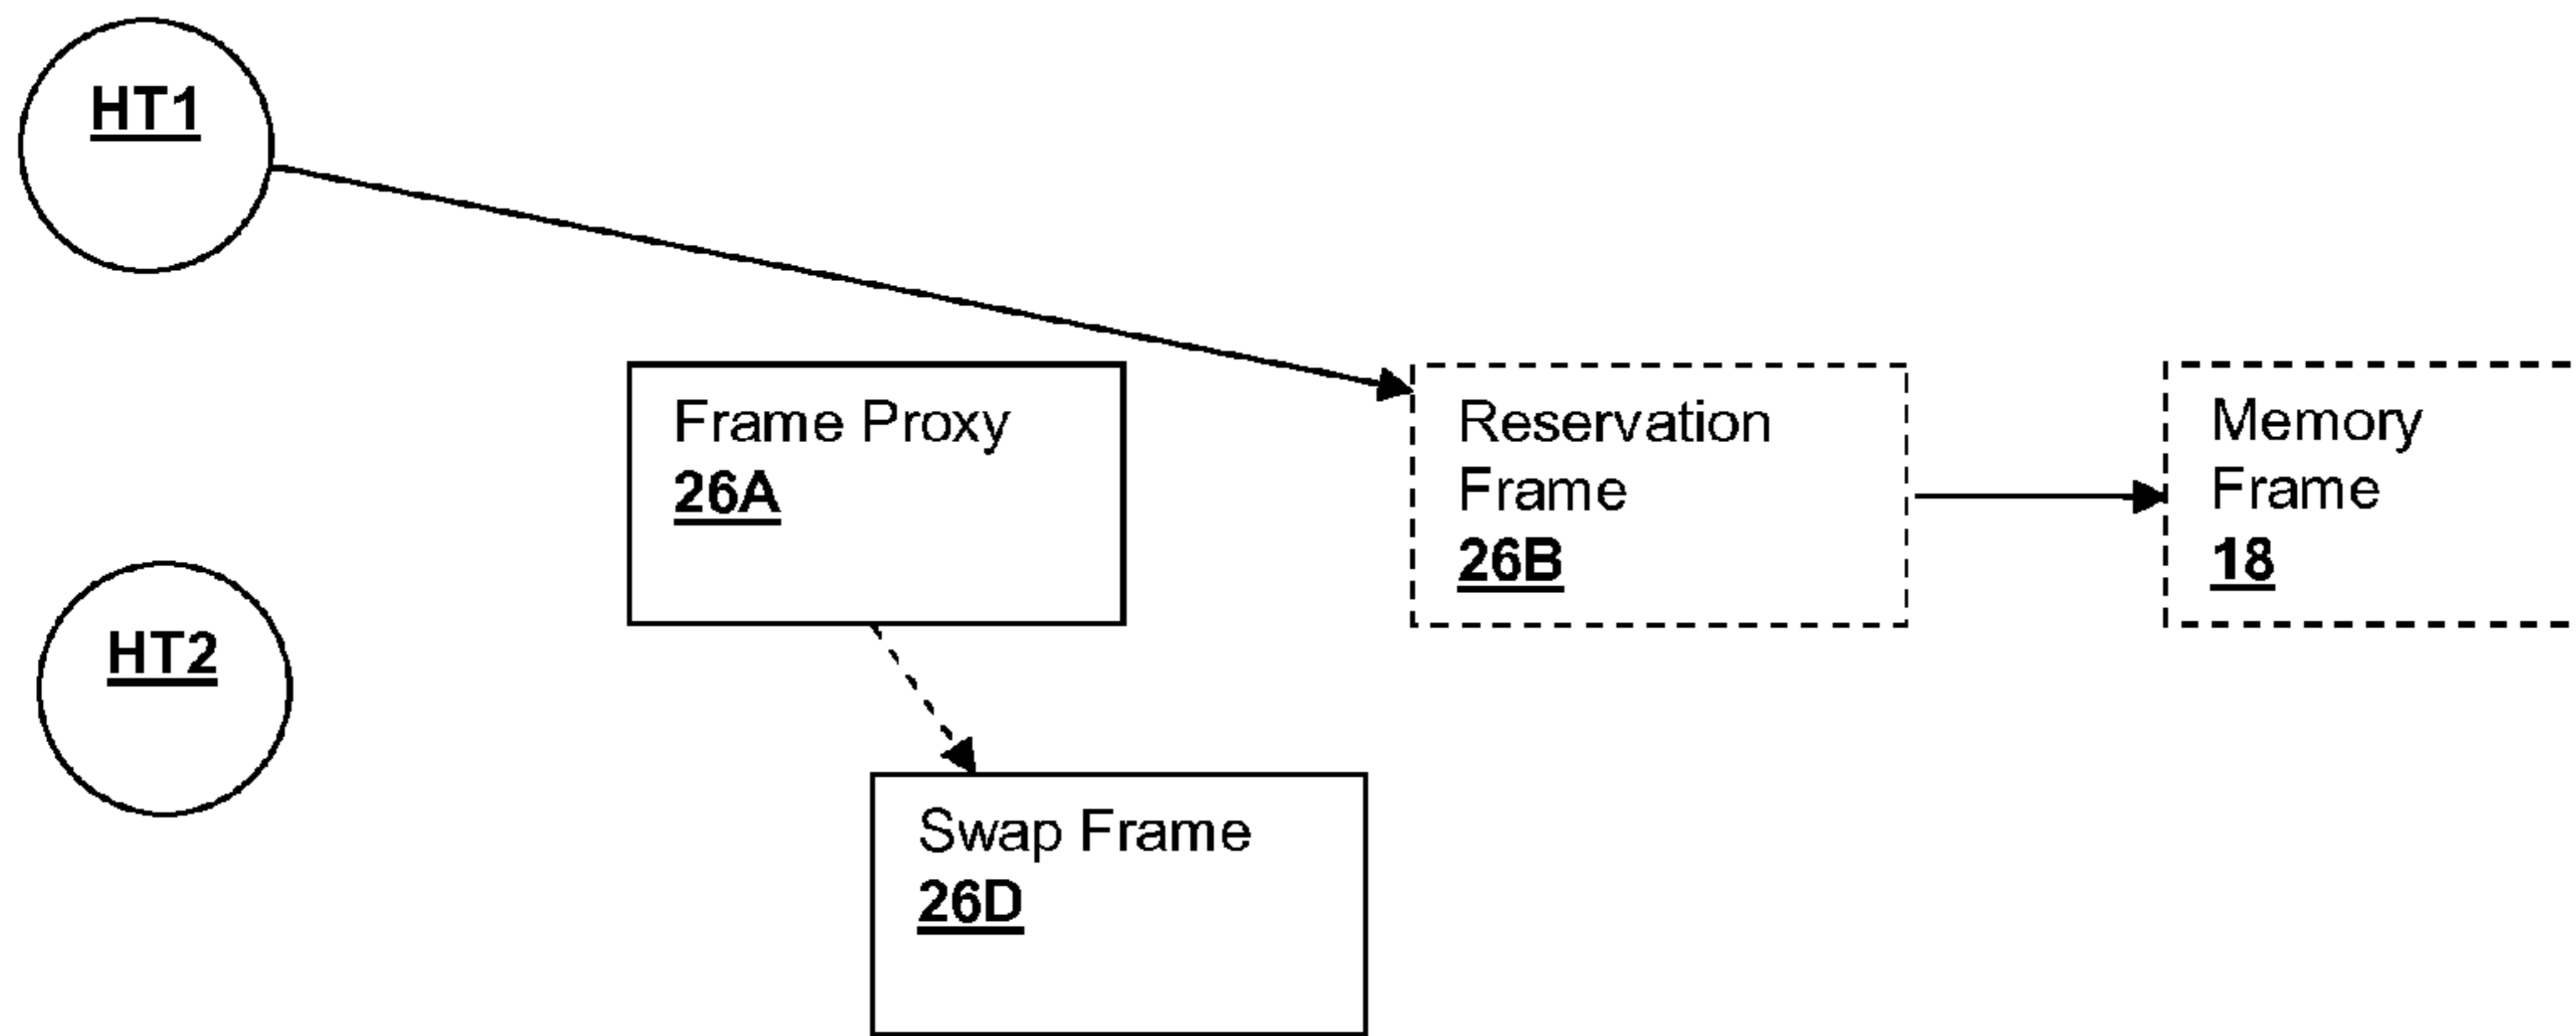 HT1
Frame Proxy
26A
Reservation
Frame
26B
Memory
Frame
18
HT2
Swap Frame
26D